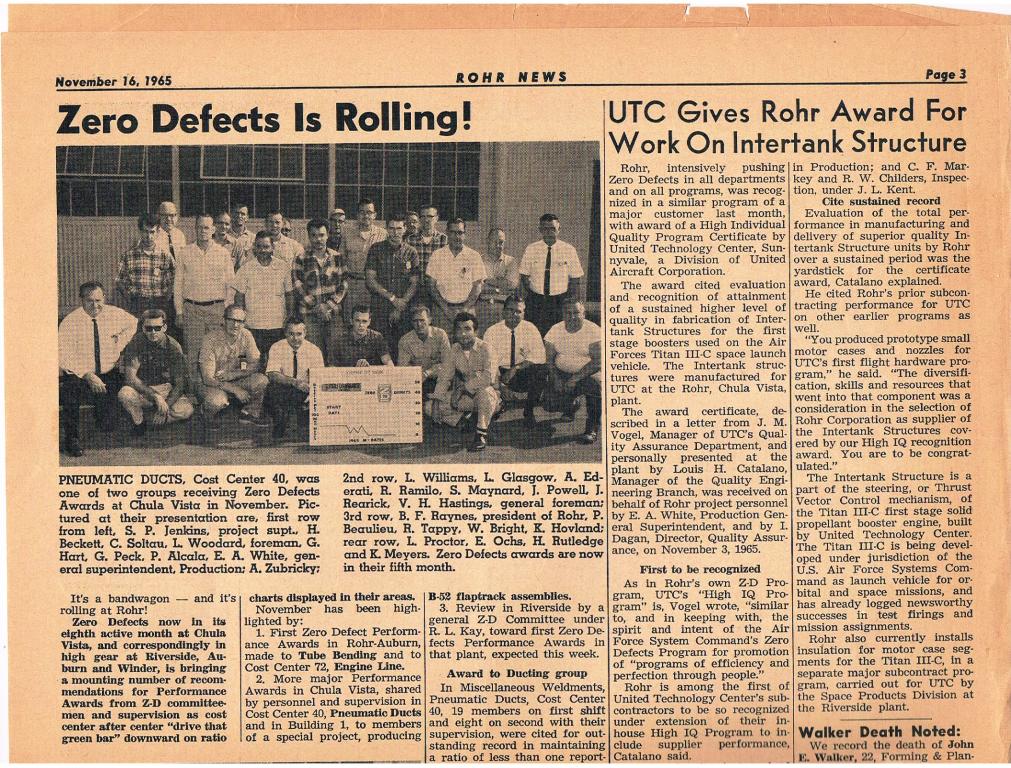 November 16, 1965
ROHR NEWS
Page 3
Zero Defects Is Rolling!
PNEUMATIC DUCTS, Cost Center 40, was
one of two groups receiving Zero Defects
Awards at Chula Vista in November. Pic-
tured at their presentation are, first row
from left, S. P. Jenkins, project supt., H.
Beckett, C. Soltau, L. Woodard, foreman, G.
Hart, G. Peck, P. Alcala, E. A. White, gen-
eral superintendent, Production; A. Zubricky;
2nd row, L. Williams, L. Glasgow, A. Ed-
erati, R. Ramilo, S. Maynard, J. Powell, J.
Rearick, V. H. Hastings, general foreman;
3rd row, B. F. Raynes, president of Rohr, P.
Beaulieu, R. Tappy, W. Bright, K. Hovland;
rear row, L. Proctor, E. Ochs, H. Rutledge
and K. Meyers. Zero Defects awards are now
in their fifth month.
It's a bandwagon — and it's
rolling at Rohr!
Zero Defects now in its
eighth active month at Chula
Vista, and correspondingly in
high gear at Riverside, Au-
burn and Winder, is bringing
a mounting number of recom-
mendations for Performance
Awards from Z-D committee-
men and supervision as cost
center after center "drive that
green bar" downward on ratio
charts displayed in their areas.
November has been high-
lighted by:
1. First Zero Defect Perform-
ance Awards in Rohr-Auburn,
made to Tube Bending and to
Cost Center 72, Engine Line.
2. More major Performance
Awards in Chula Vista, shared
by personnel and supervision in
Cost Center 40, Pneumatic Ducts
and in Building 1, to members
of a special project, producing
B-52 flaptrack assemblies.
3. Review in Riverside by a
general Z-D Committee under
R. L. Kay, toward first Zero De-
fects Performance Awards in
that plant, expected this week.
Award to Ducting group
In Miscellaneous Weldments,
Pneumatic Ducts, Cost Center
40, 19 members on first shift
and eight on second with their
supervision, were cited for out-
standing record in maintaining
a ratio of less than one report-
UTC Gives Rohr Award For
Work On Intertank Structure
Rohr, intensively pushing
Zero Defects in all departments
and on all programs, was recog-
nized in a similar program of a
major customer last month,
with award of a High Individual
Quality Program Certificate by
United Technology Center, Sun-
nyvale, a Division of United
Aircraft Corporation.
The award cited evaluation
and recognition of attainment
of a sustained higher level of
quality in fabrication of Inter-
tank Structures for the first
stage boosters used on the Air
Forces Titan III-C space launch
vehicle. The Intertank struc-
tures were manufactured for
UTC at the Rohr, Chula Vista,
plant.
The award certificate, de-
scribed in a letter from J. M.
Vogel, Manager of UTC's Qual-
ity Assurance Department, and
personally presented at the
plant by Louis H. Catalano,
Manager of the Quality Engi-
neering Branch, was received on
behalf of Rohr project personnel
by E. A. White, Production Gen-
eral Superintendent, and by I.
Dagan, Director, Quality Assur-
ance, on November 3, 1965.
First to be recognized
As in Rohr's own Z-D Pro-
gram, UTC's "High IQ Pro-
gram" is, Vogel wrote, "similar
to, and in keeping with, the
spirit and intent of the Air
Force System Command's Zero
Defects Program for promotion
of "programs of efficiency and
perfection through people."
Rohr is among the first of
United Technology Center's sub-
contractors to be so recognized
under extension of their in-
house High IQ Program to in-
clude supplier performance,
Catalano said.
in Production; and C. F. Mar-
key and R. W. Childers, Inspec-
tion, under J. L. Kent.
Cite sustained record
Evaluation of the total per-
formance in manufacturing and
delivery of superior quality In-
tertank Structure units by Rohr
over a sustained period was the
yardstick for the certificate
award, Catalano explained.
He cited Rohr's prior subcon-
tracting performance for UTC
on other earlier programs as
well.
"You produced prototype small
motor cases and nozzles for
UTC's first flight hardware pro-
gram," he said. "The diversifi-
cation, skills and resources that
went into that component was a
consideration in the selection of
Rohr Corporation as supplier of
the Intertank Structures cov-
ered by our High IQ recognition
award. You are to be congrat-
ulated."
The Intertank Structure is a
part of the steering, or Thrust
Vector Control mechanism, of
the Titan III-C first stage solid
propellant booster engine, built
by United Technology Center.
The Titan III-C is being devel-
oped under jurisdiction of the
U.S. Air Force Systems Com-
mand as launch vehicle for or-
bital and space missions, and
has already logged newsworthy
successes in test firings and
mission assignments.
Rohr also currently installs
insulation for motor case seg-
ments for the Titan III-C, in a
separate major subcontract pro-
gram, carried out for UTC by
the Space Products Division at
the Riverside plant.
Walker Death Noted:
We record the death of John
E. Walker, 22, Forming & Plan-